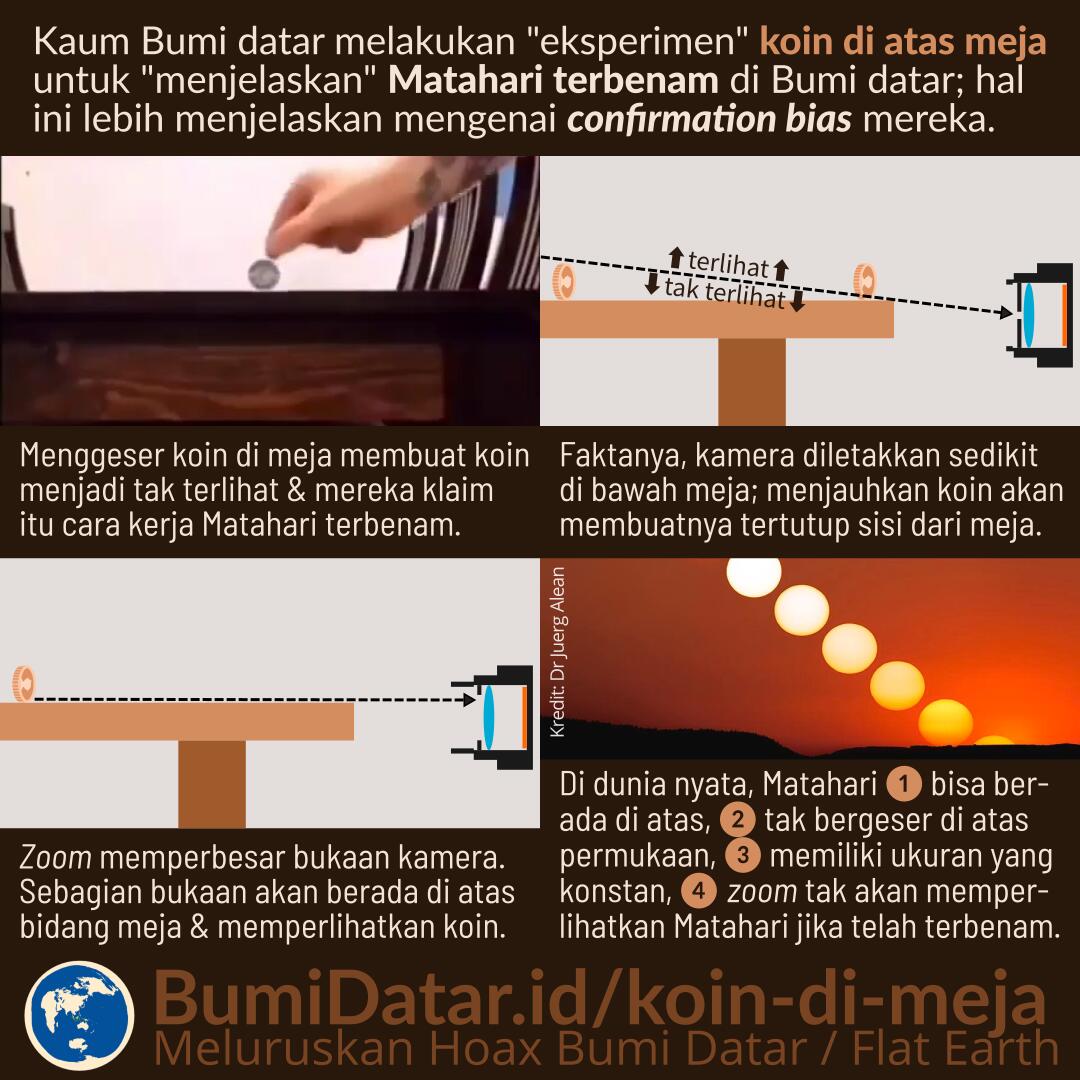 Kaum Bumi datar melakukan "eksperimen" koin di atas meja
untuk "menjelaskan" Matahari terbenam di Bumi datar; hal
ini lebih menjelaskan mengenai confirmation bias mereka.
terlihat
tak terlihat
Menggeser koin di meja membuat koin
menjadi tak terlihat & mereka klaim
itu cara kerja Matahari terbenam.
Faktanya, kamera diletakkan sedikit
di bawah meja; menjauhkan koin akan
membuatnya tertutup sisi dari meja.
Zoom memperbesar bukaan kamera.
Sebagian bukaan akan berada di atas
bidang meja & memperlihatkan koin.
Kredit: Dr Juerg Alean
Di dunia nyata, Matahari 1 bisa ber-
ada di atas, 2 tak bergeser di atas
permukaan, 3 memiliki ukuran yang
konstan, 4 zoom tak akan memper-
lihatkan Matahari jika telah terbenam.
BumiDatar.id/koin-di-meja
Meluruskan Hoax Bumi Datar / Flat Earth